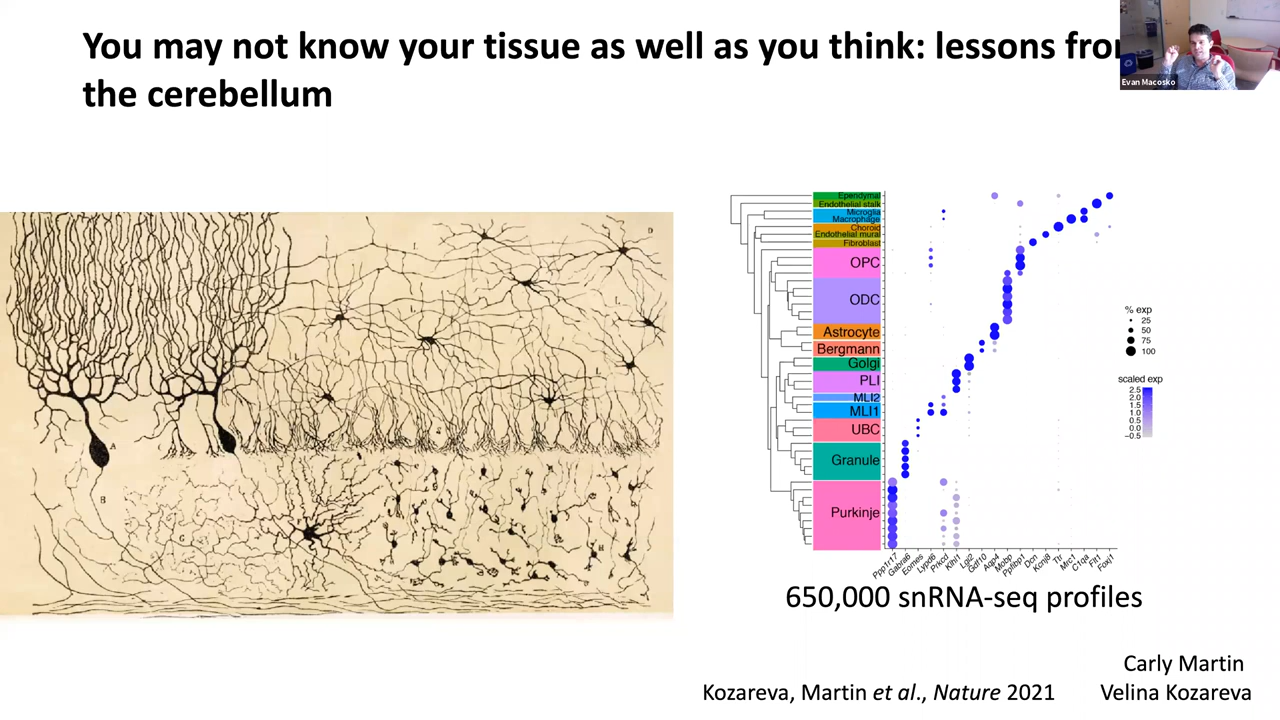 You may not know your tissue as well as you think: lessons from
the cerebellum
Evan Macosko
Ependymal
Endothelial stalk
Microglia
Macrophage
Choroid
Endothelial mural
Fibroblast
OPC
ODC
Astrocyte
Bergmann
Golgi
PLI
MLI2
MLI1
UBC
Granule
Purkinje
% exp
25
50
75
100
scaled exp
2.5
2.0
1.5
1.0
0.5
0.0
−0.5
Ppp1r17
Gabra6
Eomes
Lypd6
Prkcd
Klhl1
Lgi2
Gdf10
Aqp4
Mobp
Ppfibp1
Dcn
Kcnj8
Ttr
Mrc1
C1qa
Flt1
Foxj1
650,000 snRNA-seq profiles
Carly Martin
Kozareva, Martin et al., Nature 2021
Velina Kozareva
A
B